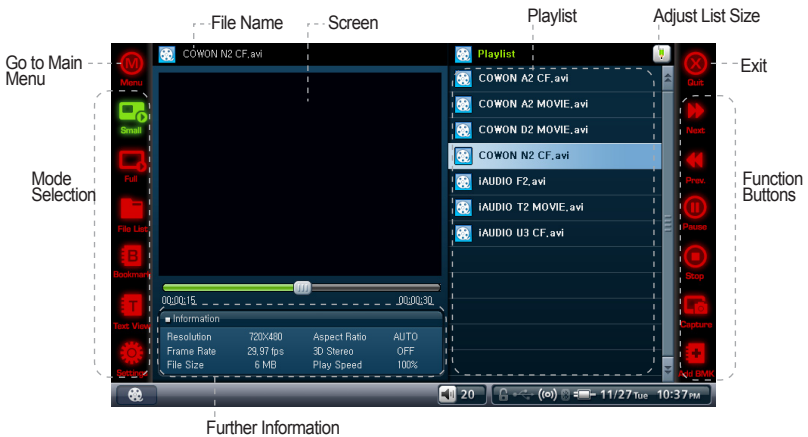 File Name
Screen
Playlist
Adjust List Size
Go to Main
Menu
Exit
Mode
Selection
Function
Buttons
Further Information
M
Menu
Small
Full
File List
B
Bookmark
T
Text View
Settings
COWON N2 CF.avi
00:00:15
00:00:30
Information
Resolution 720X480 Aspect Ratio AUTO
Frame Rate 29,97 fps 3D Stereo OFF
File Size 6 MB Play Speed 100%
Playlist
COWON A2 CF.avi
COWON A2 MOVIE.avi
COWON D2 MOVIE.avi
COWON N2 CF.avi
iAUDIO F2.avi
iAUDIO T2 MOVIE.avi
iAUDIO U3 CF.avi
Quit
Next
Prev.
Pause
Stop
Capture
Add BMK
20
11/27 Tue 10:37 PM